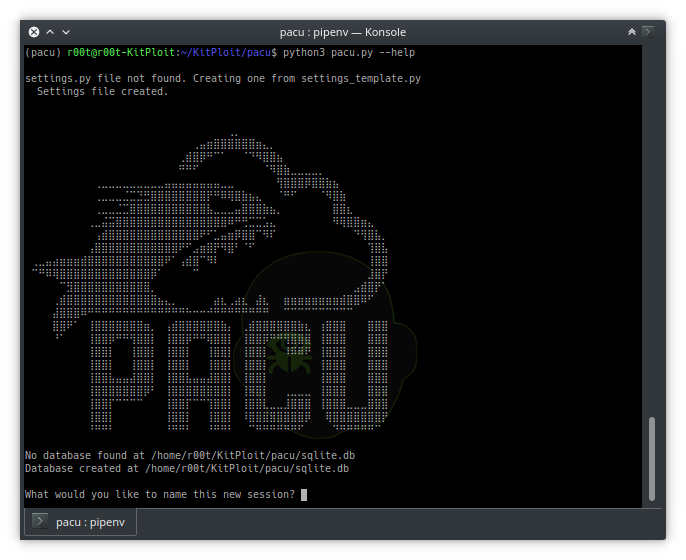 pacu : pipenv — Konsole
(pacu) r00t@r00t-KitPloit:~/KitPloit/pacu$ python3 pacu.py --help
settings.py file not found. Creating one from settings_template.py
  Settings file created.
PACU
No database found at /home/r00t/KitPloit/pacu/sqlite.db
Database created at /home/r00t/KitPloit/pacu/sqlite.db
What would you like to name this new session?
pacu : pipenv